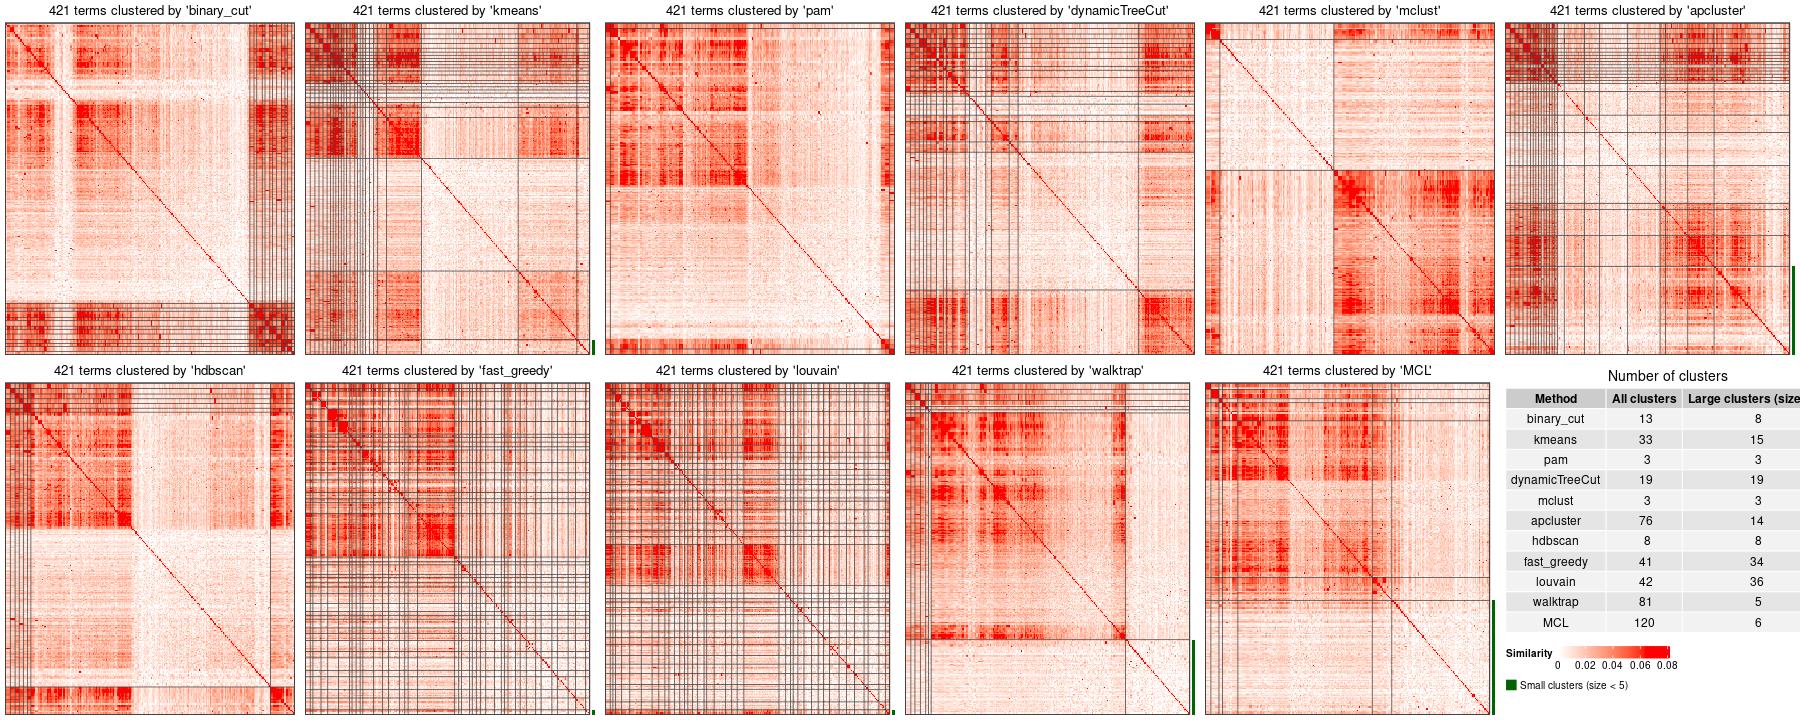 421 terms clustered by 'binary_cut'
421 terms clustered by 'kmeans'
421 terms clustered by 'pam'
421 terms clustered by 'dynamicTreeCut'
421 terms clustered by 'mclust'
421 terms clustered by 'apcluster'
421 terms clustered by 'hdbscan'
421 terms clustered by 'fast_greedy'
421 terms clustered by 'louvain'
421 terms clustered by 'walktrap'
421 terms clustered by 'MCL'
Number of clusters
Method All clusters Large clusters (size
binary_cut 13 8
kmeans 33 15
pam 3 3
dynamicTreeCut 19 19
mclust 3 3
apcluster 76 14
hdbscan 8 8
fast_greedy 41 34
louvain 42 36
walktrap 81 5
MCL 120 6
Similarity
0 0.02 0.04 0.06 0.08
Small clusters (size < 5)